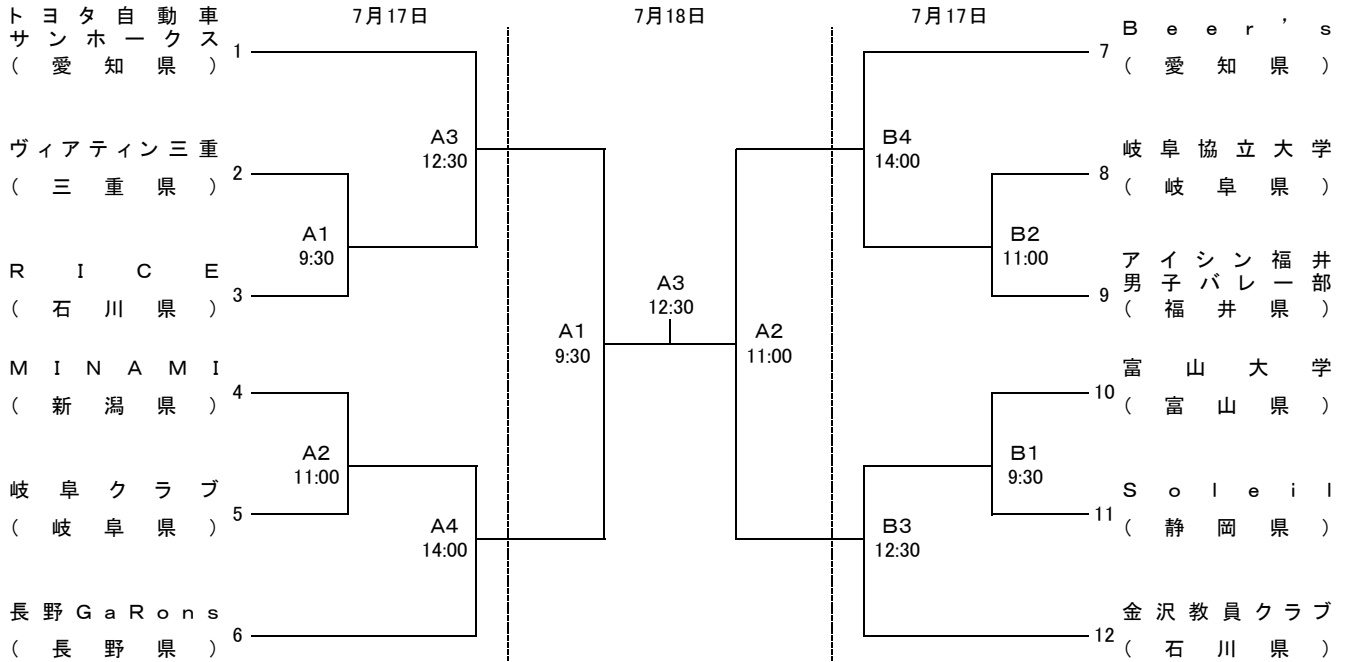 7月17日
7月18日
7月17日
トヨタ自動車
サンホークス
(愛知県)
1
ヴィアティン三重
(三重県)
2
RICE
(石川県)
3
MINAMI
(新潟県)
4
岐阜クラブ
(岐阜県)
5
長野GaRons
(長野県)
6
A1
9:30
A2
11:00
A3
12:30
A4
14:00
A1
9:30
A3
12:30
A2
11:00
B4
14:00
B3
12:30
B2
11:00
B1
9:30
7
Beer's
(愛知県)
8
岐阜協立大学
(岐阜県)
9
アイシン福井
男子バレー部
(福井県)
10
富山大学
(富山県)
11
Soleil
(静岡県)
12
金沢教員クラブ
(石川県)